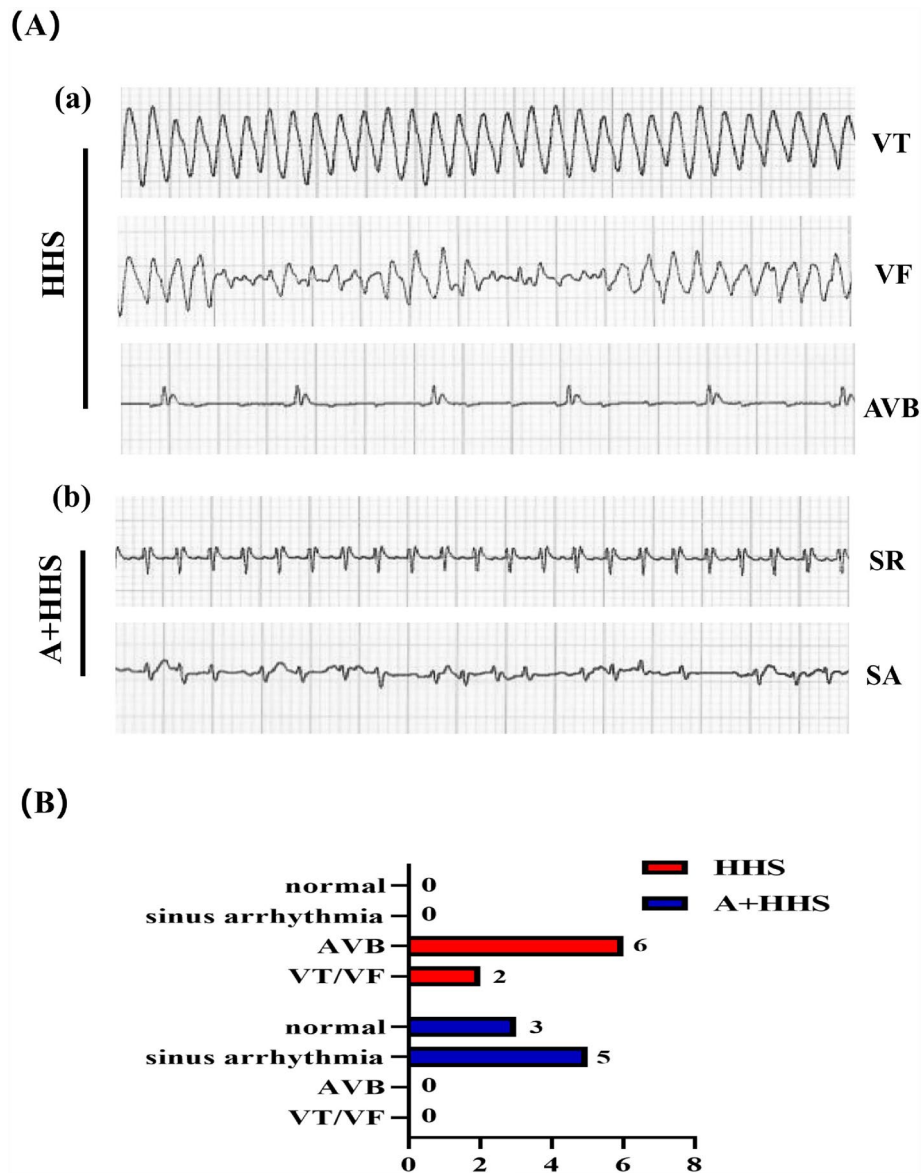 (A)
(a)
HHS
VT
VF
AVB
(b)
A+HHS
SR
SA
(B)
HHS
A+HHS
normal 0
sinus arrhythmia 0
AVB 6
VT/VF 2
normal 3
sinus arrhythmia 5
AVB 0
VT/VF 0
0 2 4 6 8